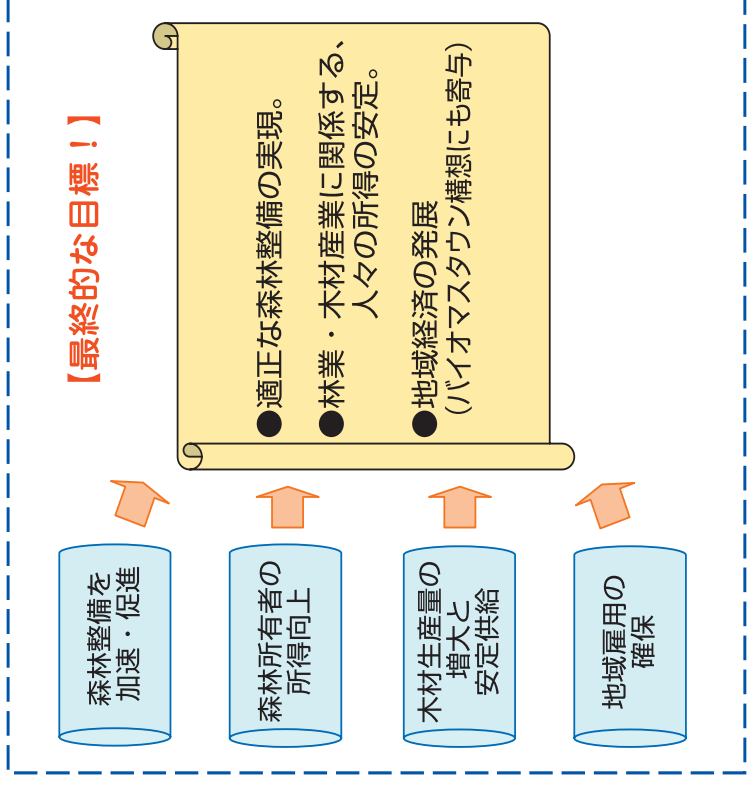 【最終的な目標！】
●適正な森林整備の実現。
●林業・木材産業に関係する、
人々の所得の安定。
●地域経済の発展
（バイオマスタウン構想にも寄与）
森林整備を
加速・促進
森林所有者の
所得向上
木材生産量の
増大と
安定供給
地域雇用の
確保